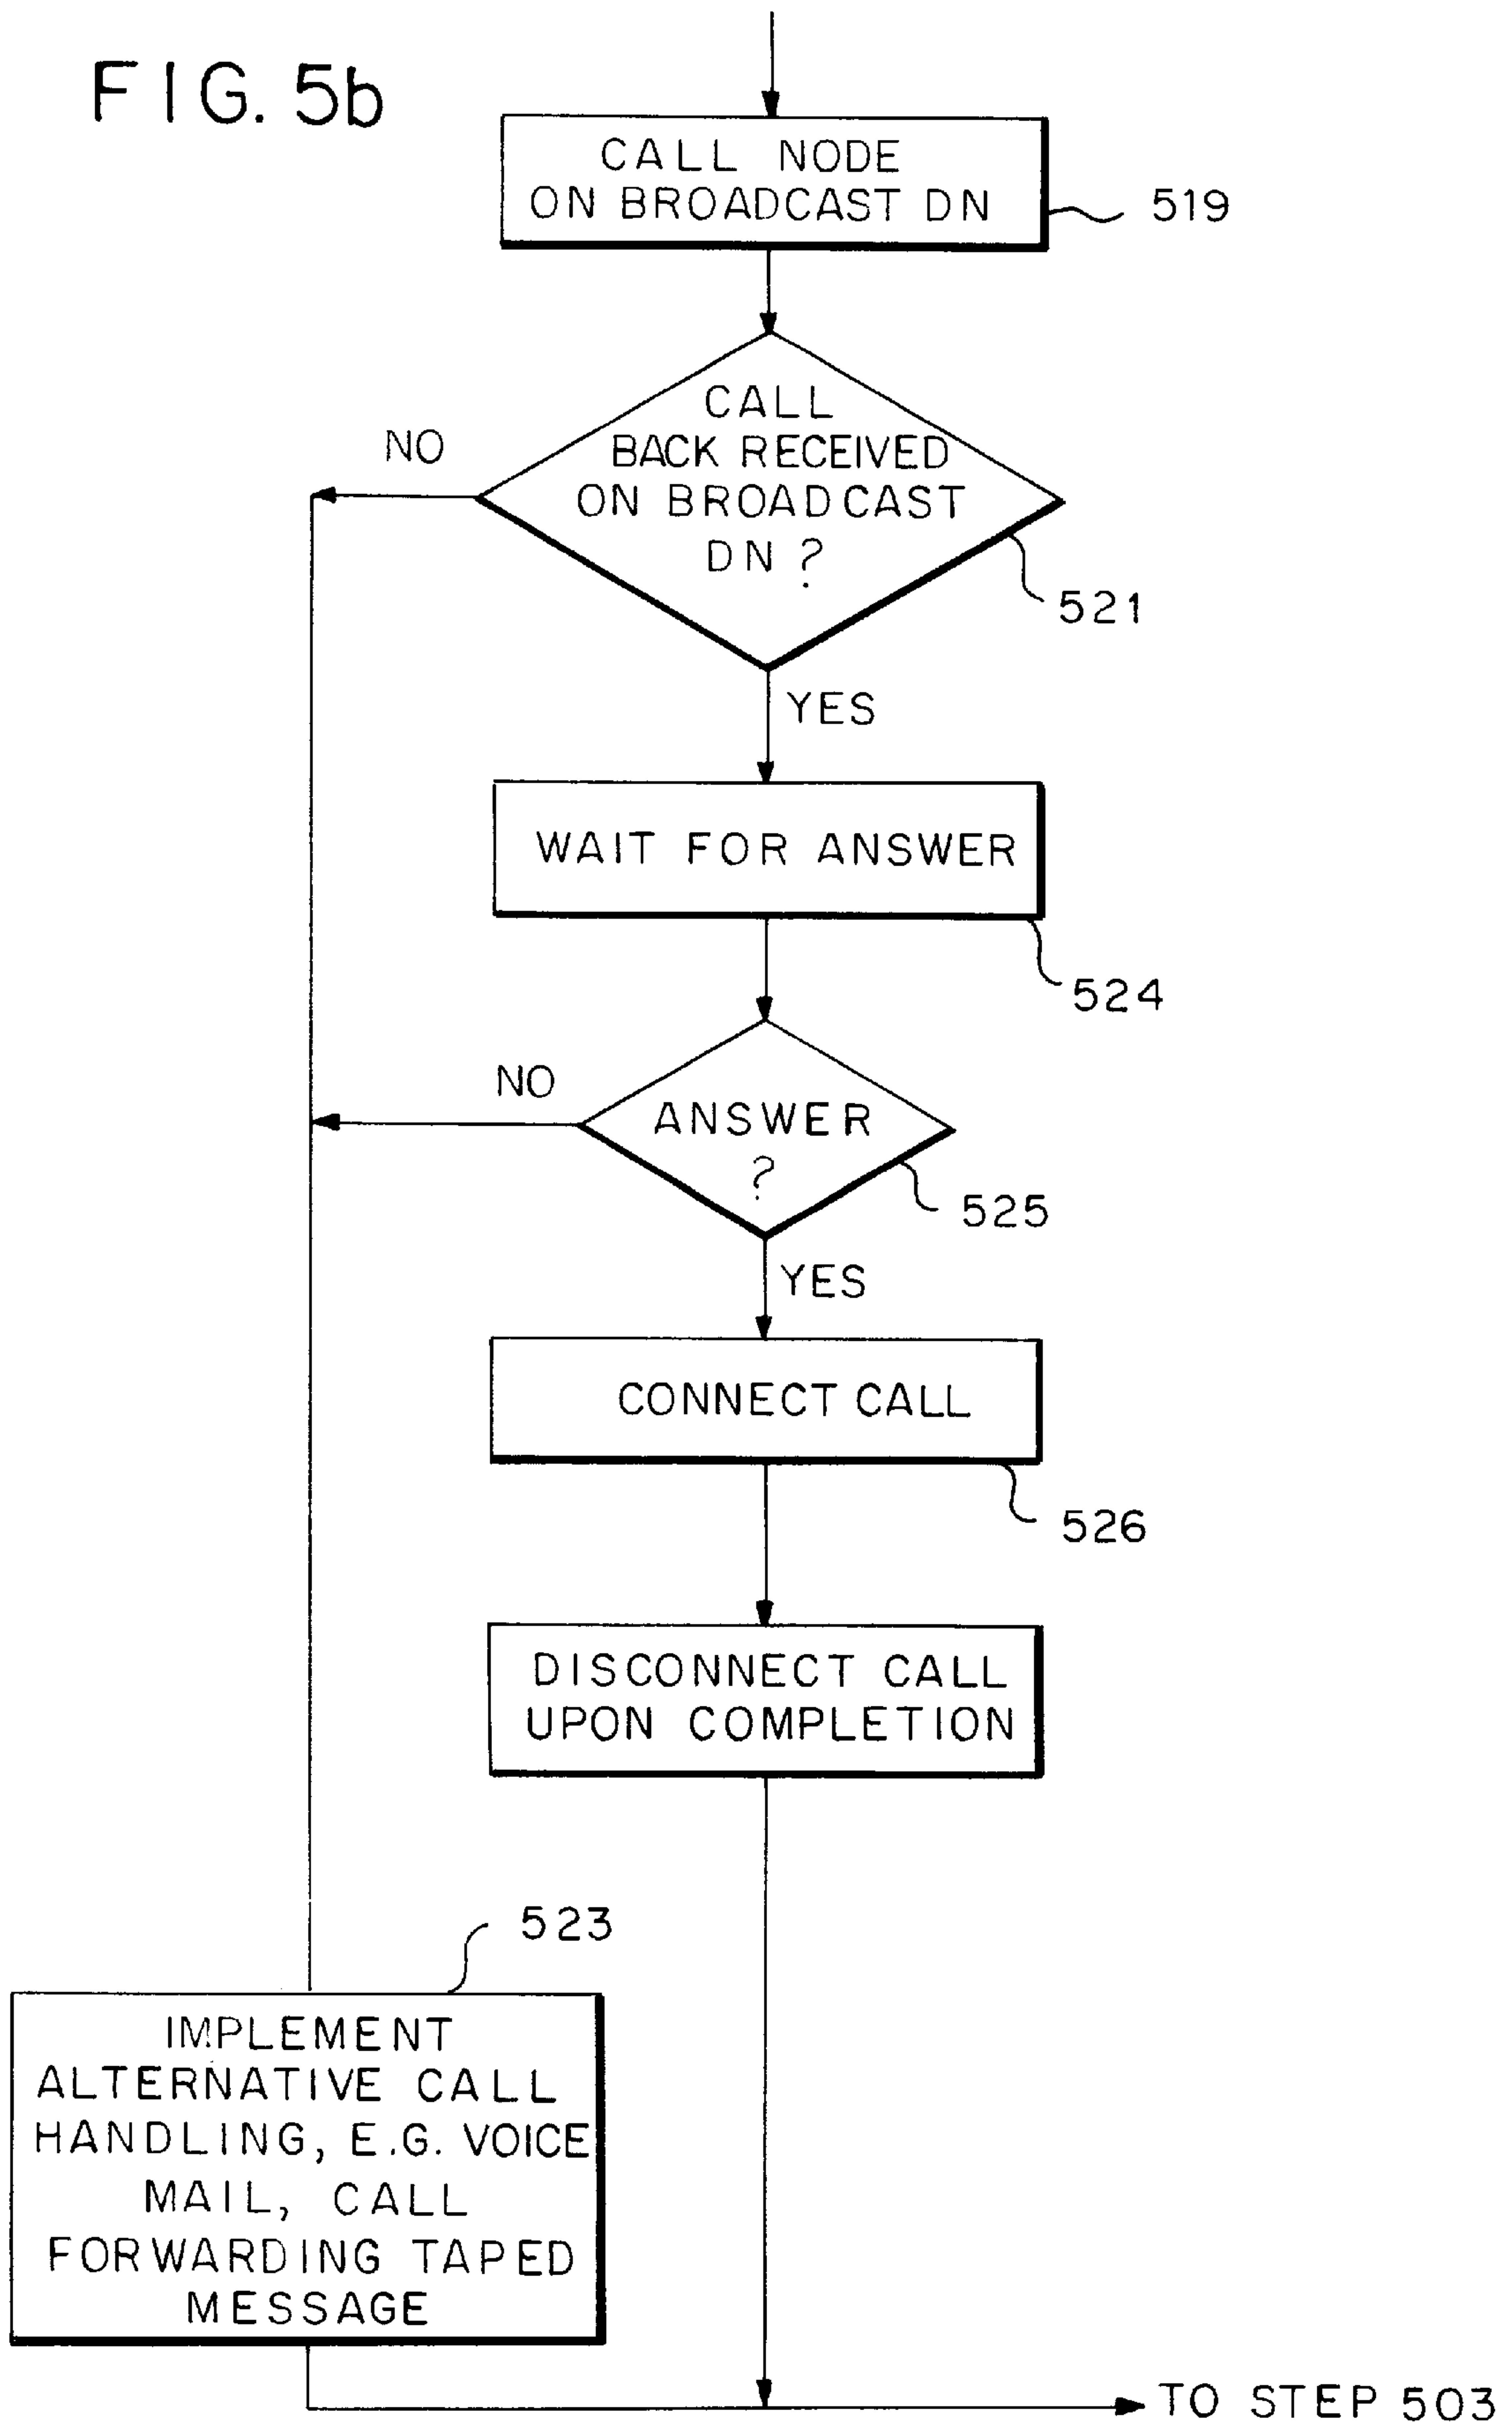 FIG. 5b
CALL NODE
ON BROADCAST DN
519
CALL
BACK RECEIVED
ON BROADCAST
DN ?
521
NO
YES
WAIT FOR ANSWER
524
ANSWER
?
525
NO
YES
CONNECT CALL
526
DISCONNECT CALL
UPON COMPLETION
523
IMPLEMENT
ALTERNATIVE CALL
HANDLING, E.G. VOICE
MAIL, CALL
FORWARDING TAPED
MESSAGE
TO STEP 503